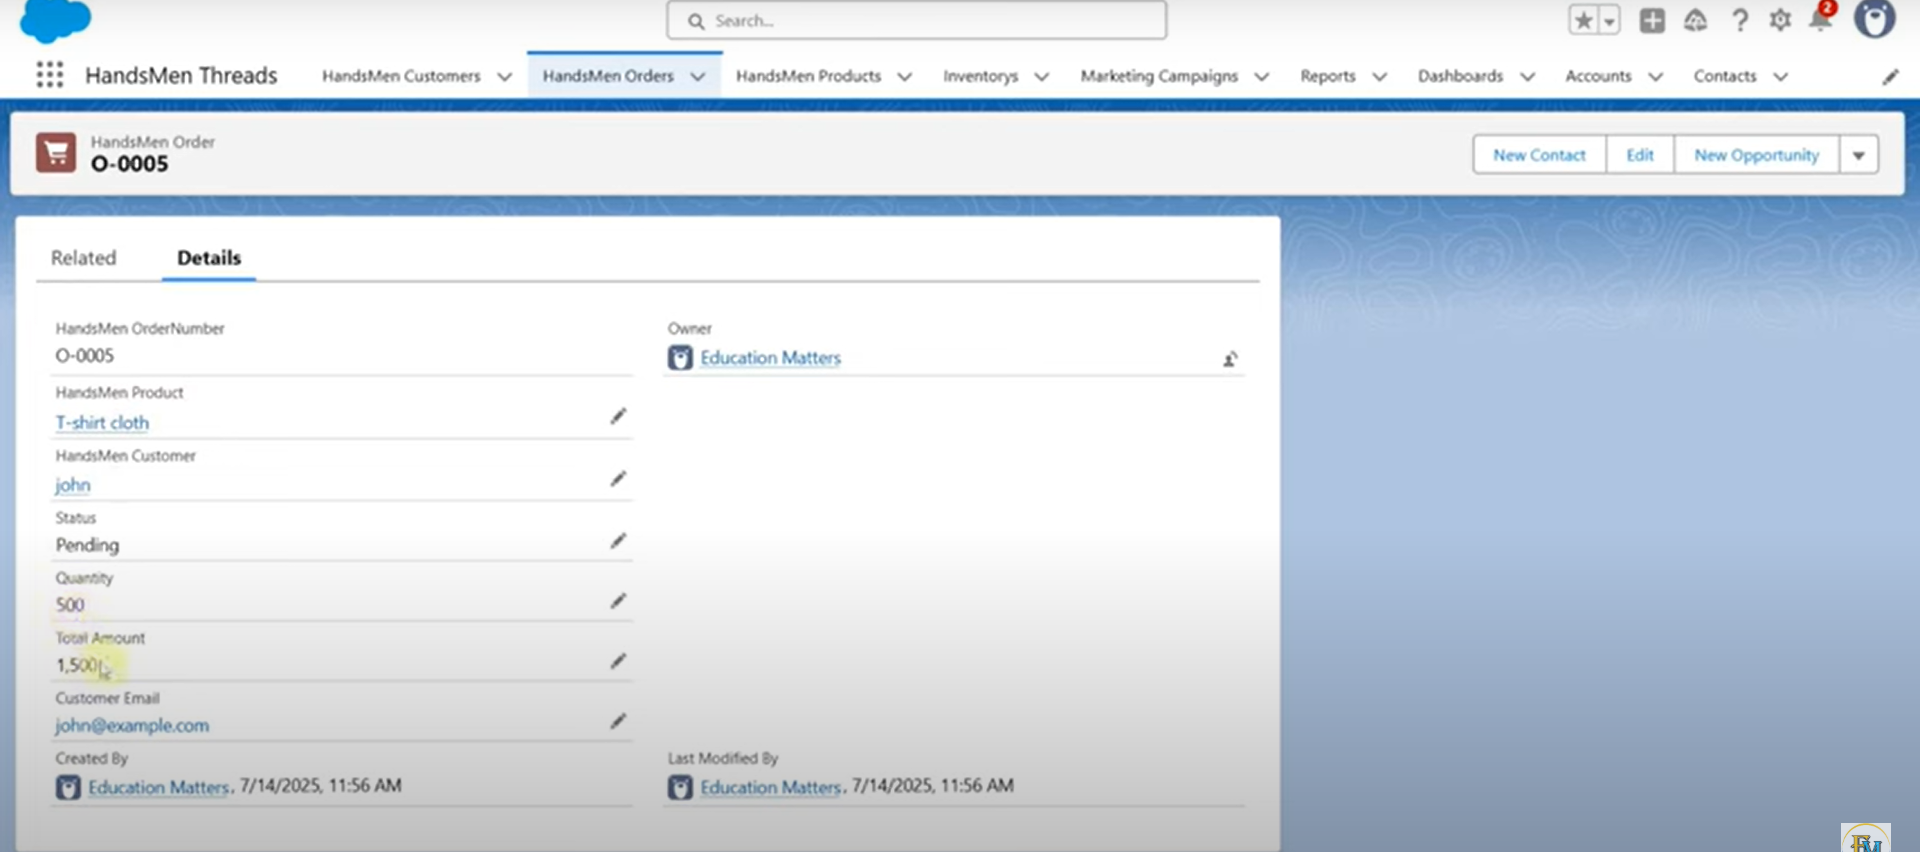 Search...
2
HandsMen Threads HandsMen Customers HandsMen Orders HandsMen Products Inventorys Marketing Campaigns Reports Dashboards Accounts Contacts
HandsMen Order
O-0005
New Contact Edit New Opportunity
Related Details
HandsMen OrderNumber
O-0005
Owner
Education Matters
HandsMen Product
T-shirt cloth
HandsMen Customer
john
Status
Pending
Quantity
500
Total Amount
1,500
Customer Email
john@example.com
Created By
Education Matters, 7/14/2025, 11:56 AM
Last Modified By
Education Matters, 7/14/2025, 11:56 AM
EM